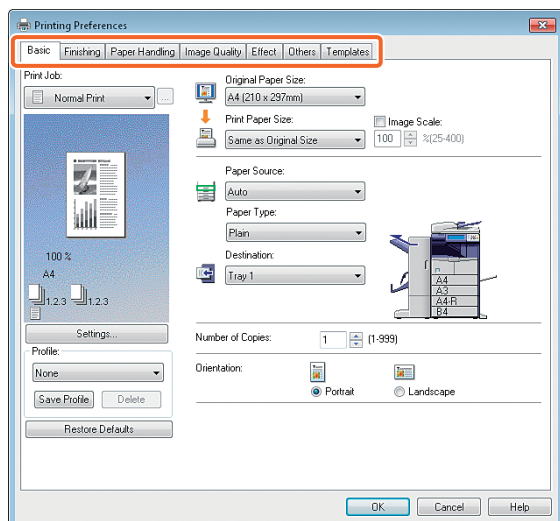 Printing Preferences
Basic Finishing Paper Handling Image Quality Effect Others Templates
Print Job:
Normal Print
...
100 %
A4
1.2.3 1.2.3
Settings...
Profile:
None
Save Profile Delete
Restore Defaults
Original Paper Size:
A4 (210 x 297mm)
Print Paper Size:
Same as Original Size
Image Scale:
100 %(25-400)
Paper Source:
Auto
Paper Type:
Plain
Destination:
Tray 1
A4
A3
A4-R
B4
Number of Copies: 1 (1-999)
Orientation:
Portrait Landscape
OK Cancel Help